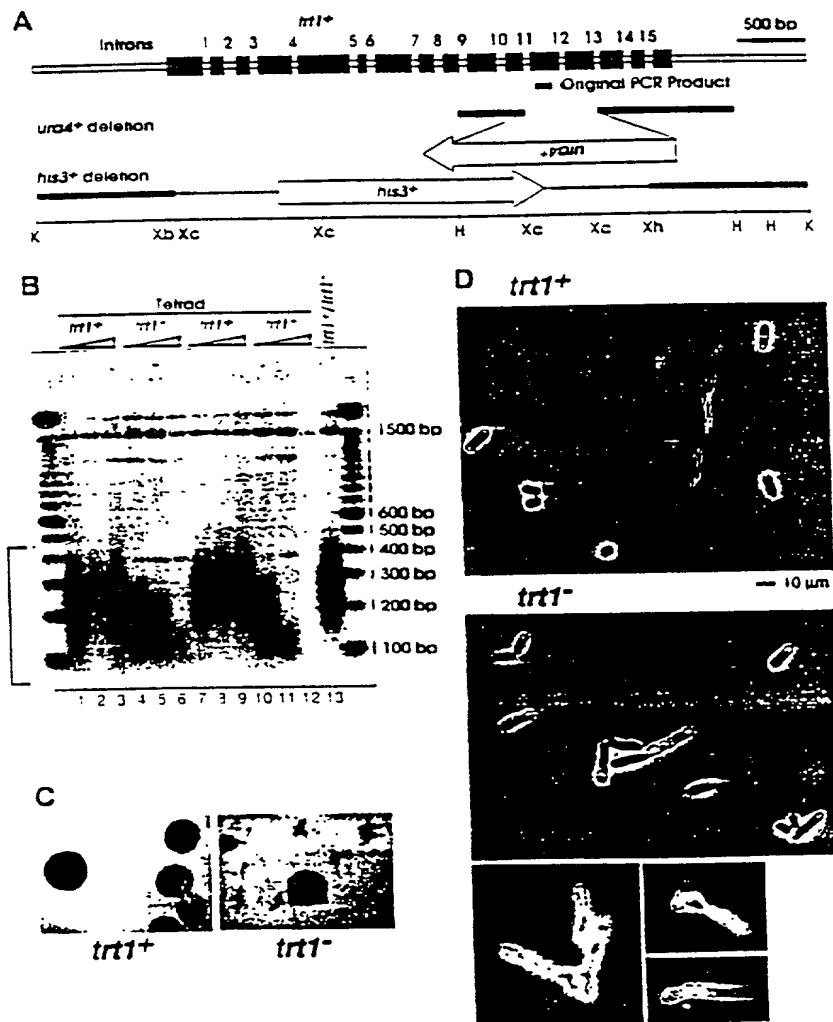 A
trt1+
500 bp
Introns
1 2 3 4 5 6 7 8 9 10 11 12 13 14 15
Original PCR Product
ura4+ deletion
ura4+
his3+ deletion
his3+
K Xb Xc Xc H Xc Xc Xh H H K
B
Tetrad
trt1+ trt1- trt1+ trt1-
trt1+/trt1-
1500 bp
600 bp
500 bp
400 bp
300 bp
200 bp
100 bp
1 2 3 4 5 6 7 8 9 10 11 12 13
C
trt1+
trt1-
D
trt1+
10 µm
trt1-